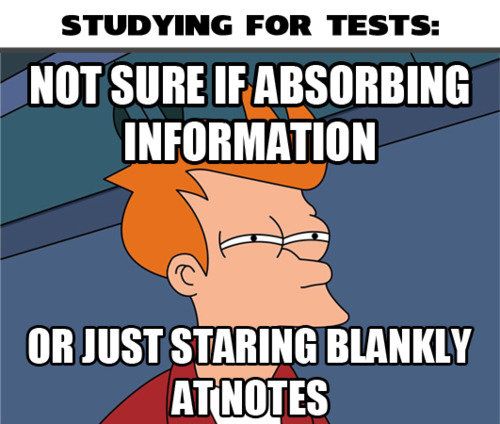 STUDYING FOR TESTS:
NOT SURE IF ABSORBING
INFORMATION
OR JUST STARING BLANKLY
AT NOTES